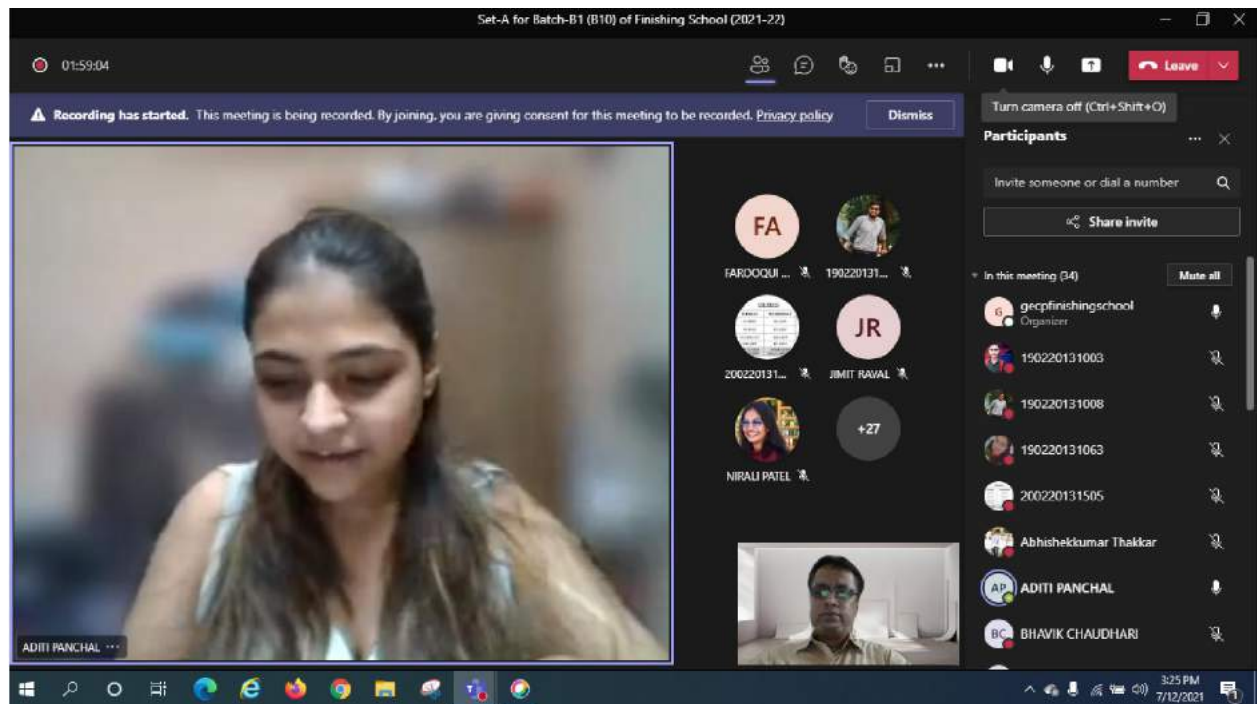 Set-A for Batch-B1 (B10) of Finishing School (2021-22)
01:59:04
Leave
Recording has started. This meeting is being recorded. By joining, you are giving consent for this meeting to be recorded. Privacy policy
Dismiss
Turn camera off (Ctrl+Shift+O)
Participants
Invite someone or dial a number
Share invite
In this meeting (34)
Mute all
G
gecpfinishingschool
Organizer
190220131003
190220131008
190220131063
200220131505
Abhishekkumar Thakkar
AP
ADITI PANCHAL
BC
BHAVIK CHAUDHARI
FA
FAROOQUI ...
190220131...
200220131...
JR
JIMIT RAVAL
NIRALI PATEL
+27
ADITI PANCHAL ...
3:25 PM
7/12/2021